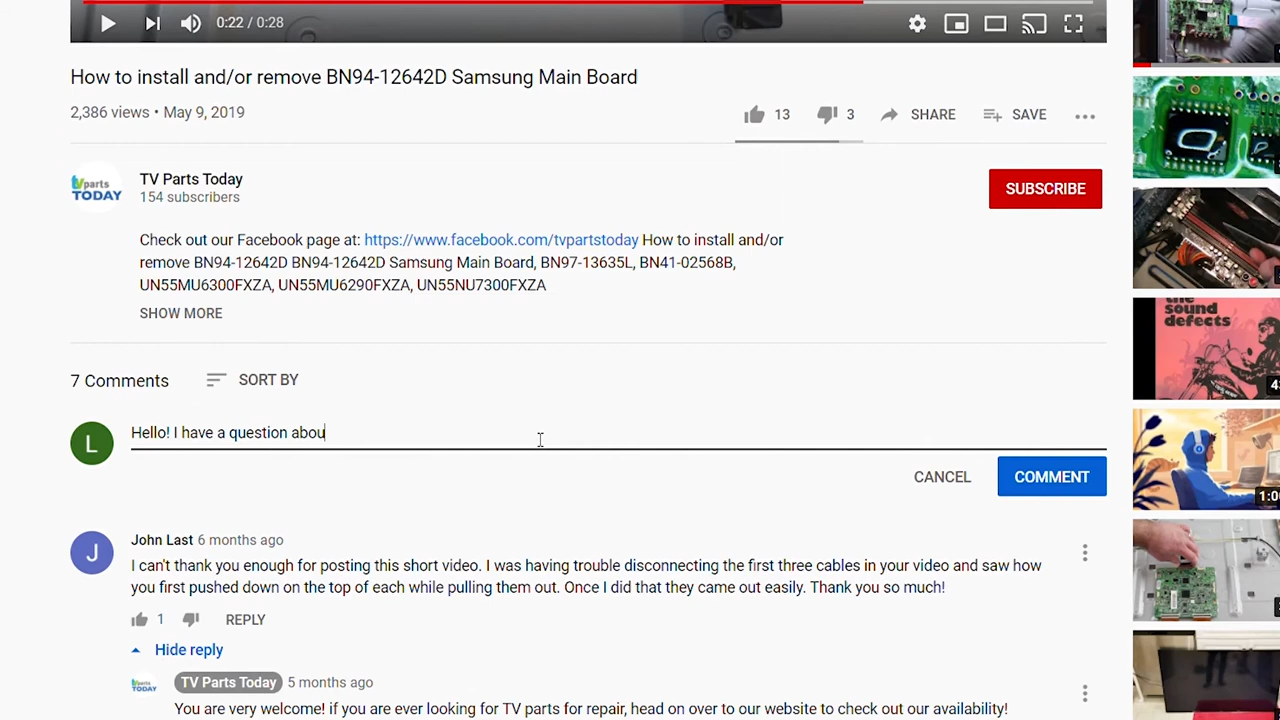 0:22 / 0:28
How to install and/or remove BN94-12642D Samsung Main Board
2,386 views • May 9, 2019
13
3
SHARE
SAVE
tvparts
TODAY
TV Parts Today
154 subscribers
SUBSCRIBE
Check out our Facebook page at: https://www.facebook.com/tvpartstoday How to install and/or
remove BN94-12642D BN94-12642D Samsung Main Board, BN97-13635L, BN41-02568B,
UN55MU6300FXZA, UN55MU6290FXZA, UN55NU7300FXZA
SHOW MORE
7 Comments
SORT BY
L
Hello! I have a question abou
CANCEL
COMMENT
J
John Last 6 months ago
I can't thank you enough for posting this short video. I was having trouble disconnecting the first three cables in your video and saw how
you first pushed down on the top of each while pulling them out. Once I did that they came out easily. Thank you so much!
1
REPLY
Hide reply
tvparts
TODAY
TV Parts Today 5 months ago
You are very welcome! if you are ever looking for TV parts for repair, head on over to our website to check out our availability!
the
sound
defects
4
1:0